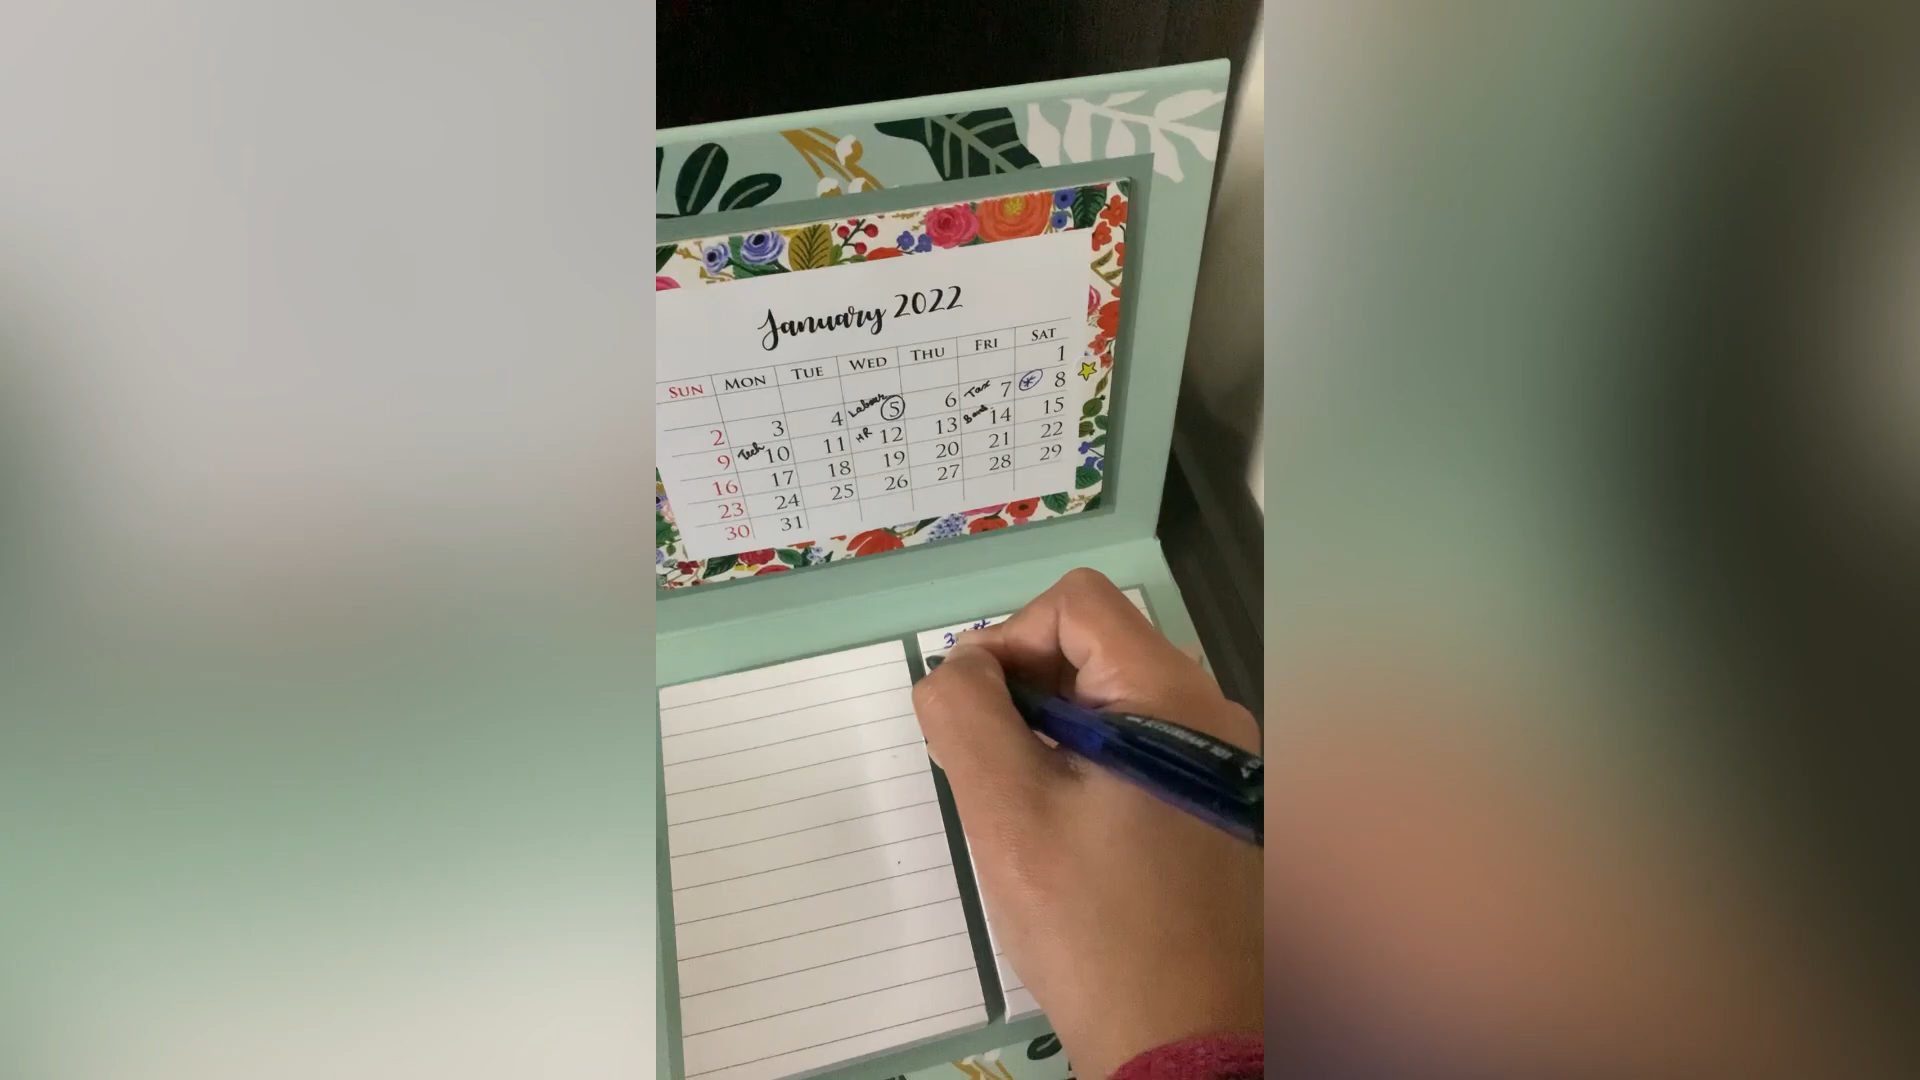 January 2022
SUN MON TUE WED THU FRI SAT
1
2 3 4 Labour 5 6 Tax 7 8
9 Tech 10 11 HR 12 13 14 15
16 17 18 19 20 21 22
23 24 25 26 27 28 29
30 31